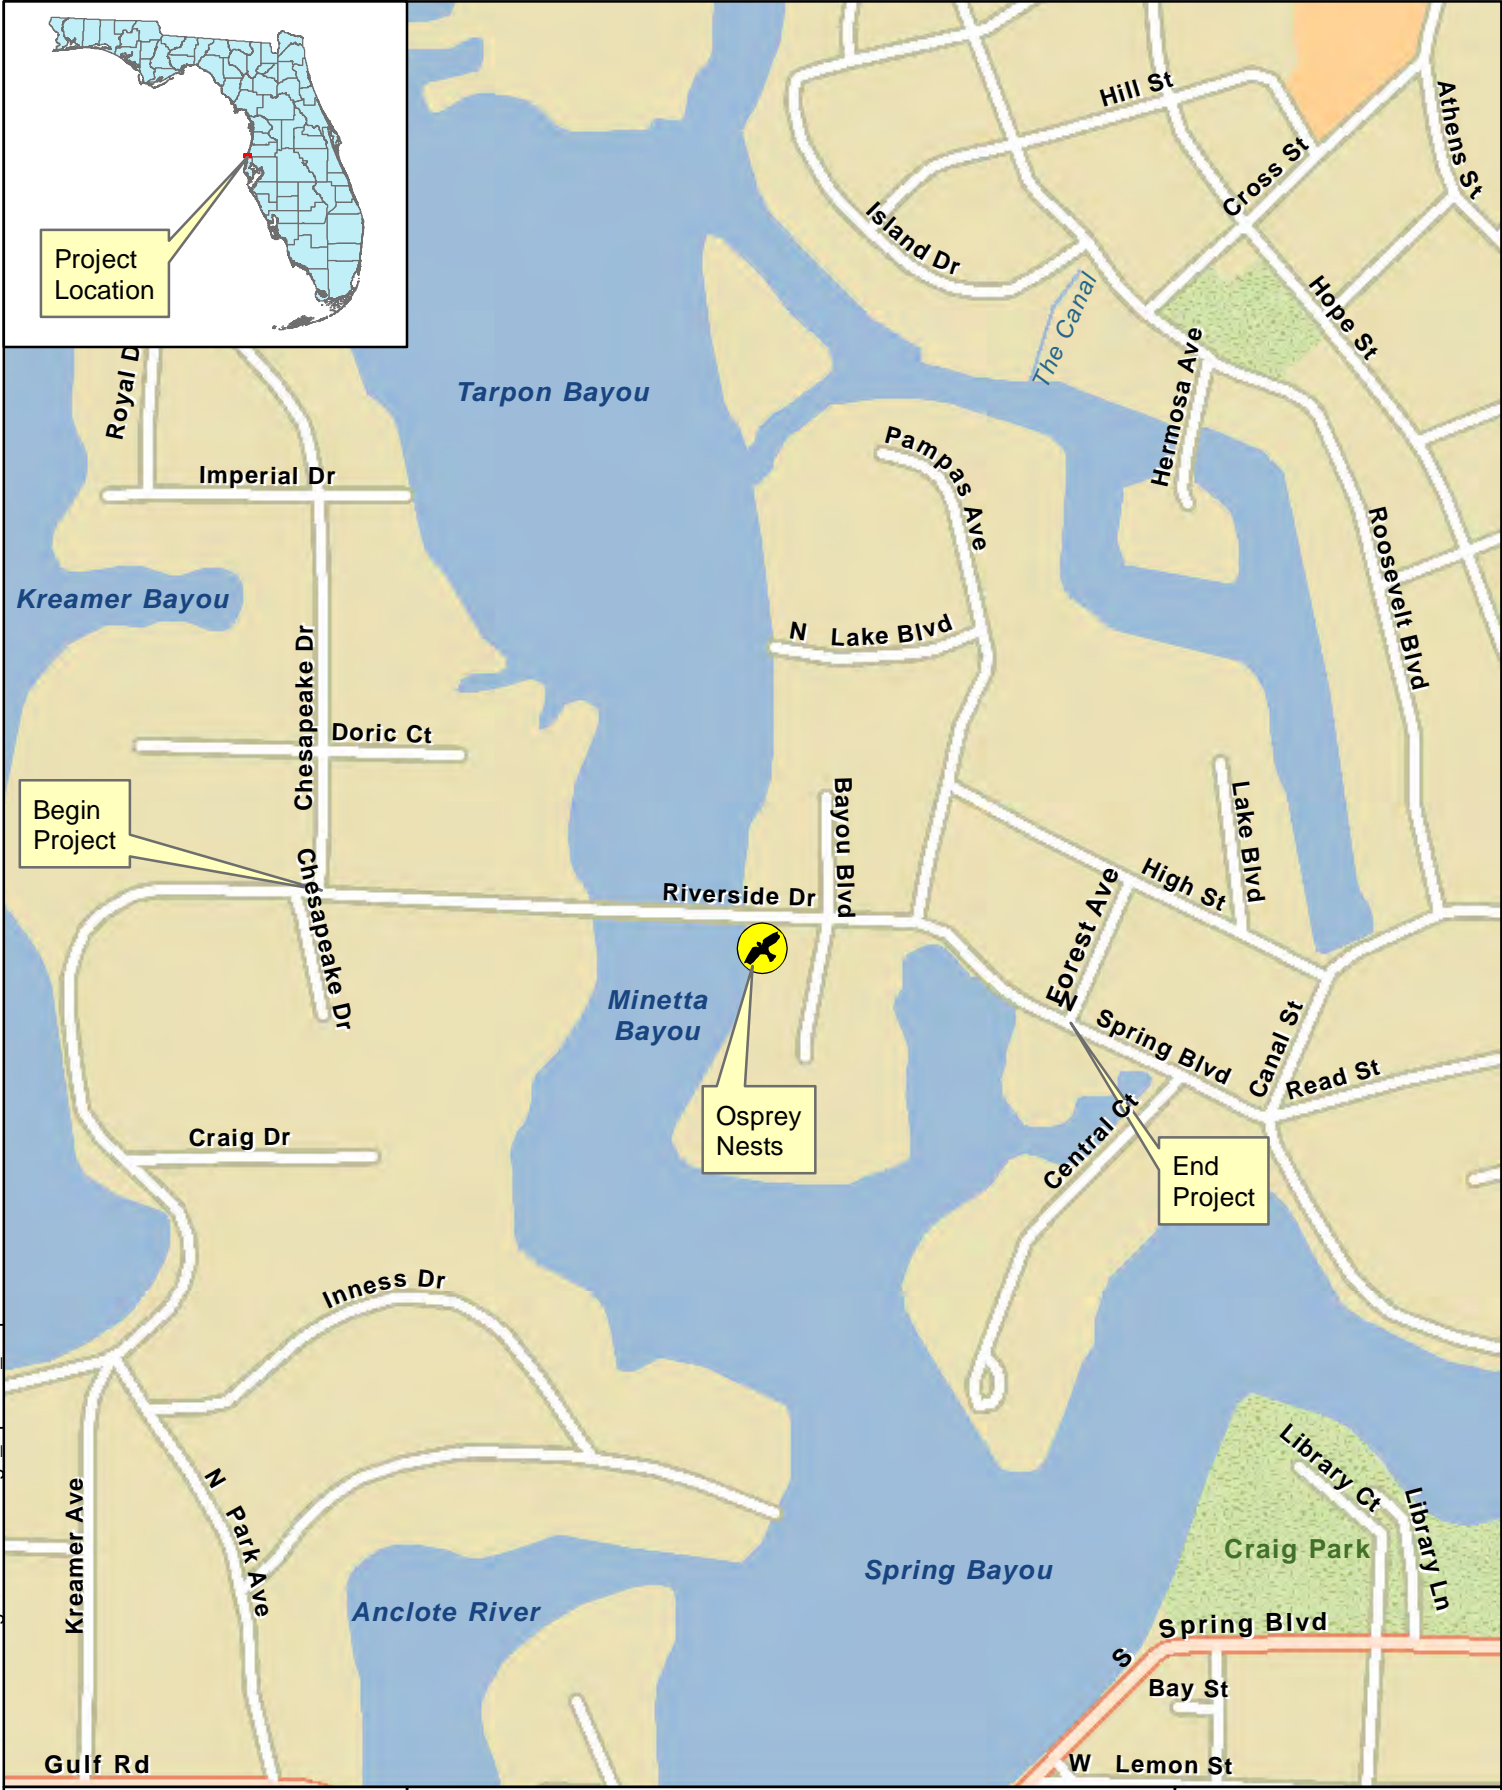 Project
Location
Hill St
Athens St
Cross St
Island Dr
The Canal
Hope St
Hermosa Ave
Royal D
Tarpon Bayou
Imperial Dr
Pampas Ave
Roosevelt Blvd
Kreamer Bayou
N Lake Blvd
Chesapeake Dr
Doric Ct
Begin
Project
Bayou Blvd
Lake Blvd
High St
Riverside Dr
Chesapeake Dr
Forest Ave
N Spring Blvd
Minetta
Bayou
Canal St
Read St
Osprey
Nests
Central Ct
Craig Dr
End
Project
Inness Dr
Library Ct
Library Ln
Kreamer Ave
N Park Ave
Craig Park
Spring Bayou
Anclote River
S Spring Blvd
Bay St
Gulf Rd
W Lemon St